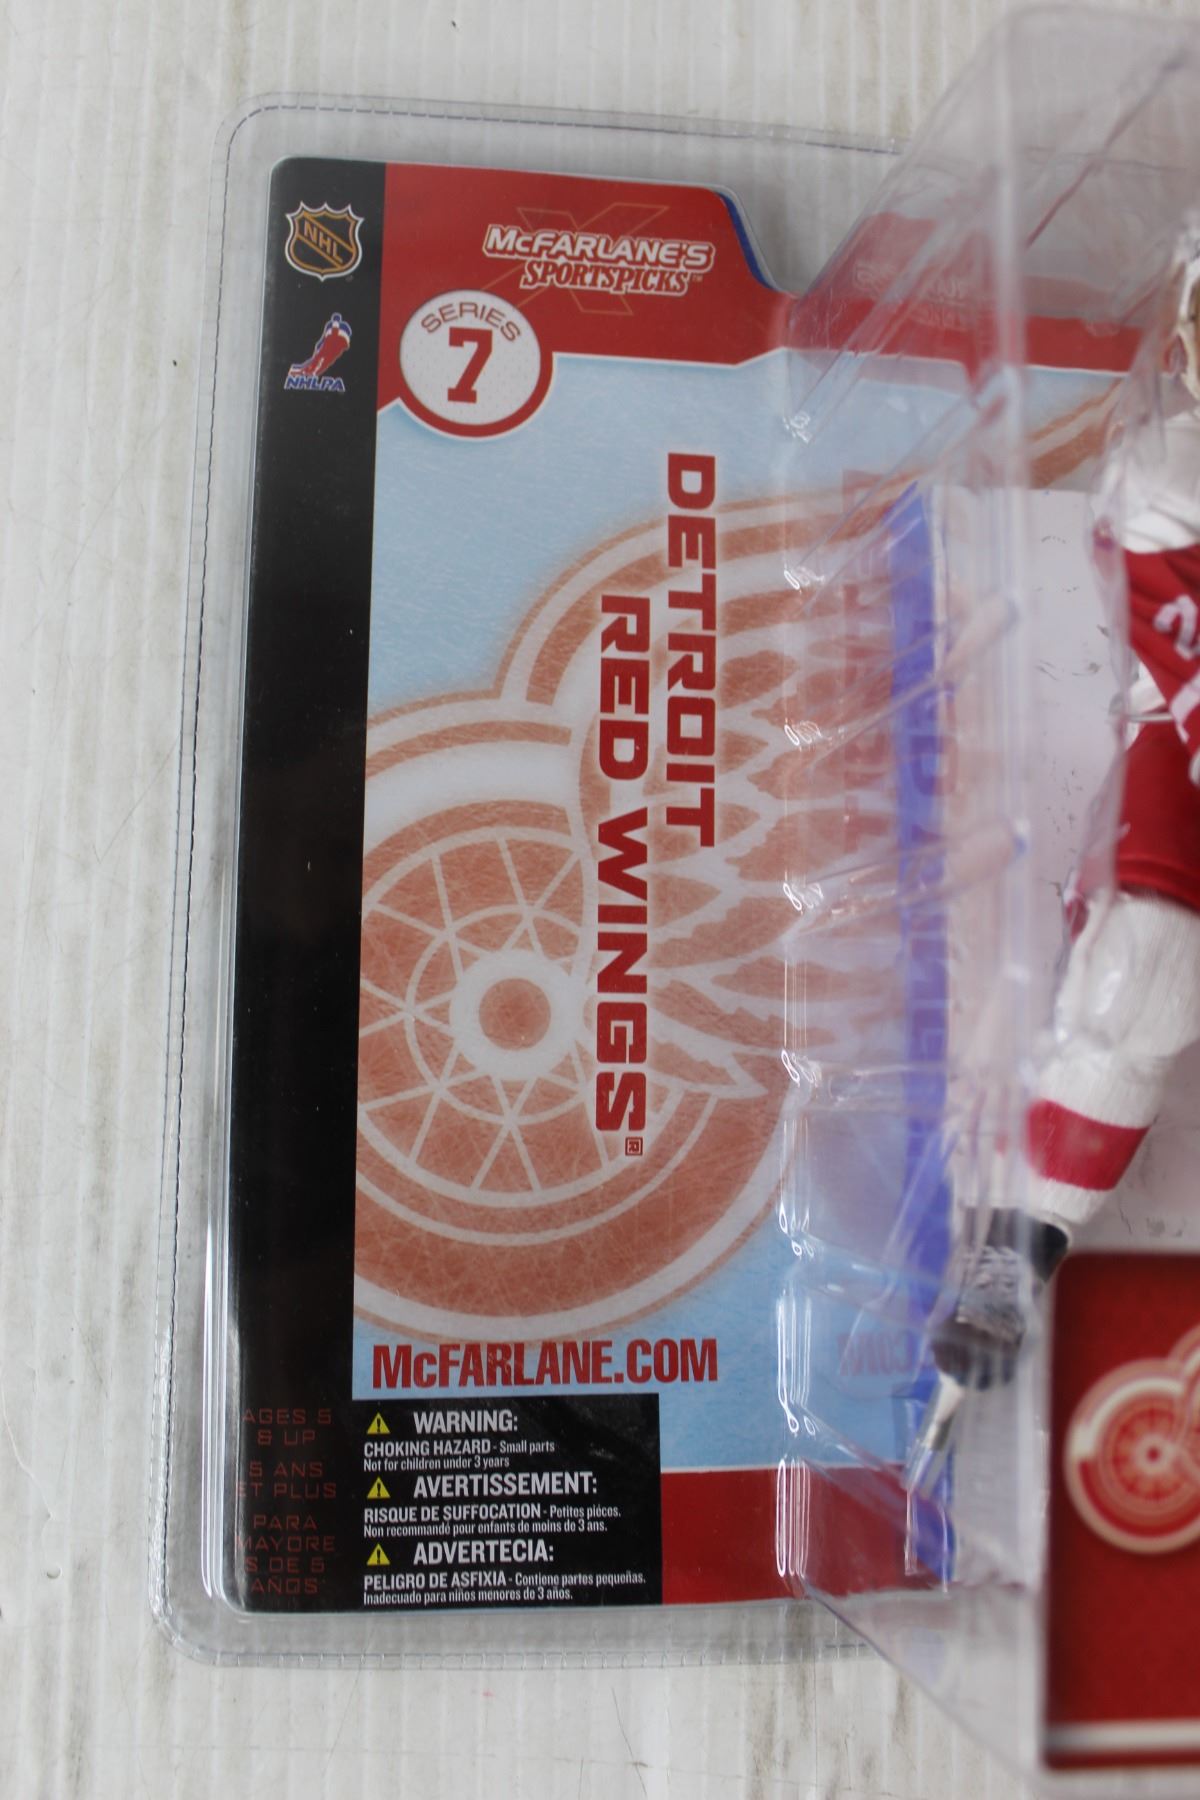 NHL
NHLPA
McFARLANE'S
SPORTSPICKS™
SERIES
7
DETROIT
RED WINGS®
McFARLANE.COM
AGES 5
& UP
5 ANS
ET PLUS
PARA
MAYORE
S DE 5
AÑOS
WARNING:
CHOKING HAZARD - Small parts
Not for children under 3 years
AVERTISSEMENT:
RISQUE DE SUFFOCATION - Petites piéces.
Non recommandé pour enfants de moins de 3 ans.
ADVERTECIA:
PELIGRO DE ASFIXIA - Contiene partes pequeñas.
Inadecuado para niños menores de 3 años.
2